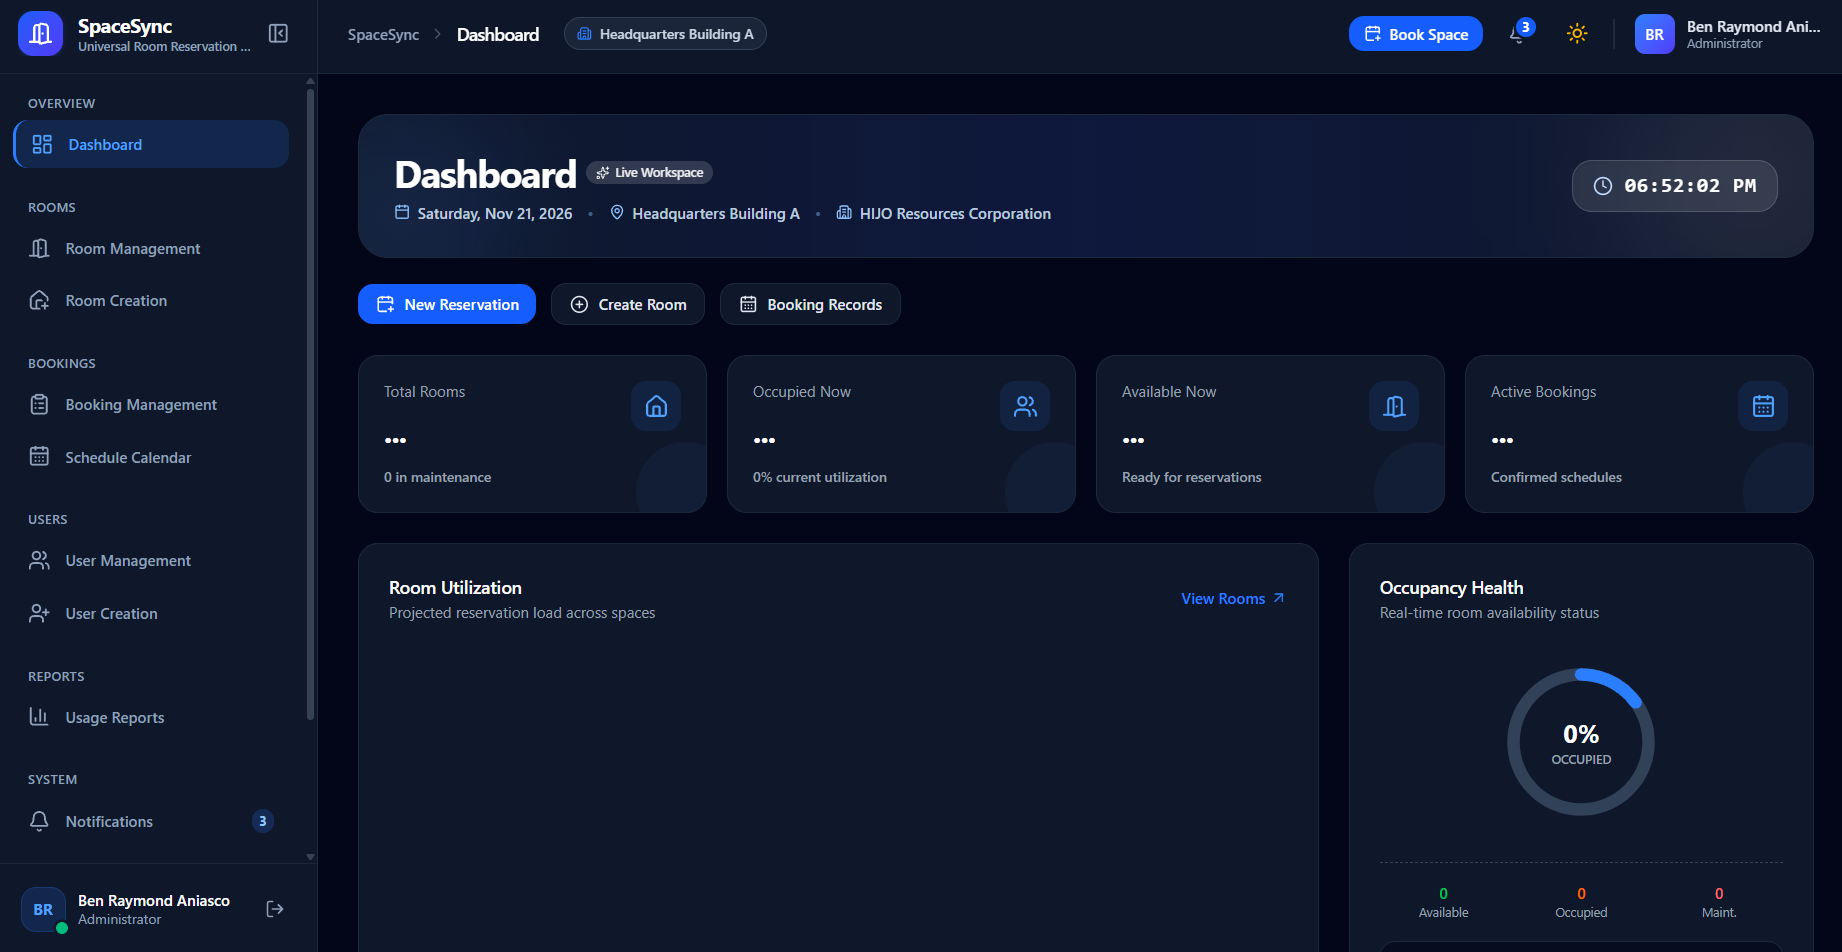 SpaceSync
Universal Room Reservation ...
OVERVIEW
Dashboard
ROOMS
Room Management
Room Creation
BOOKINGS
Booking Management
Schedule Calendar
USERS
User Management
User Creation
REPORTS
Usage Reports
SYSTEM
Notifications 3
BR Ben Raymond Aniasco
Administrator
SpaceSync > Dashboard Headquarters Building A
Book Space 3 BR Ben Raymond Ani...
Administrator
Dashboard Live Workspace
Saturday, Nov 21, 2026 • Headquarters Building A • HIJO Resources Corporation
06:52:02 PM
New Reservation Create Room Booking Records
Total Rooms
•••
0 in maintenance
Occupied Now
•••
0% current utilization
Available Now
•••
Ready for reservations
Active Bookings
•••
Confirmed schedules
Room Utilization
Projected reservation load across spaces
View Rooms
Occupancy Health
Real-time room availability status
0%
OCCUPIED
0 0 0
Available Occupied Maint.